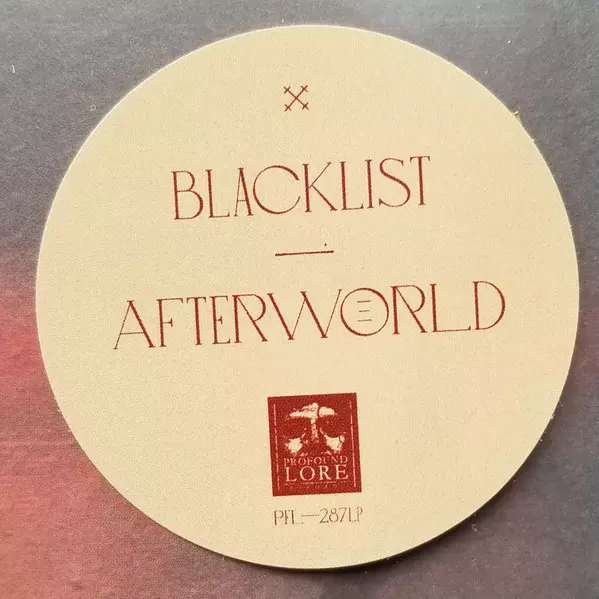 BLACKLIST
AFTERWORLD
PROFOUND
LORE
PFL—287LP